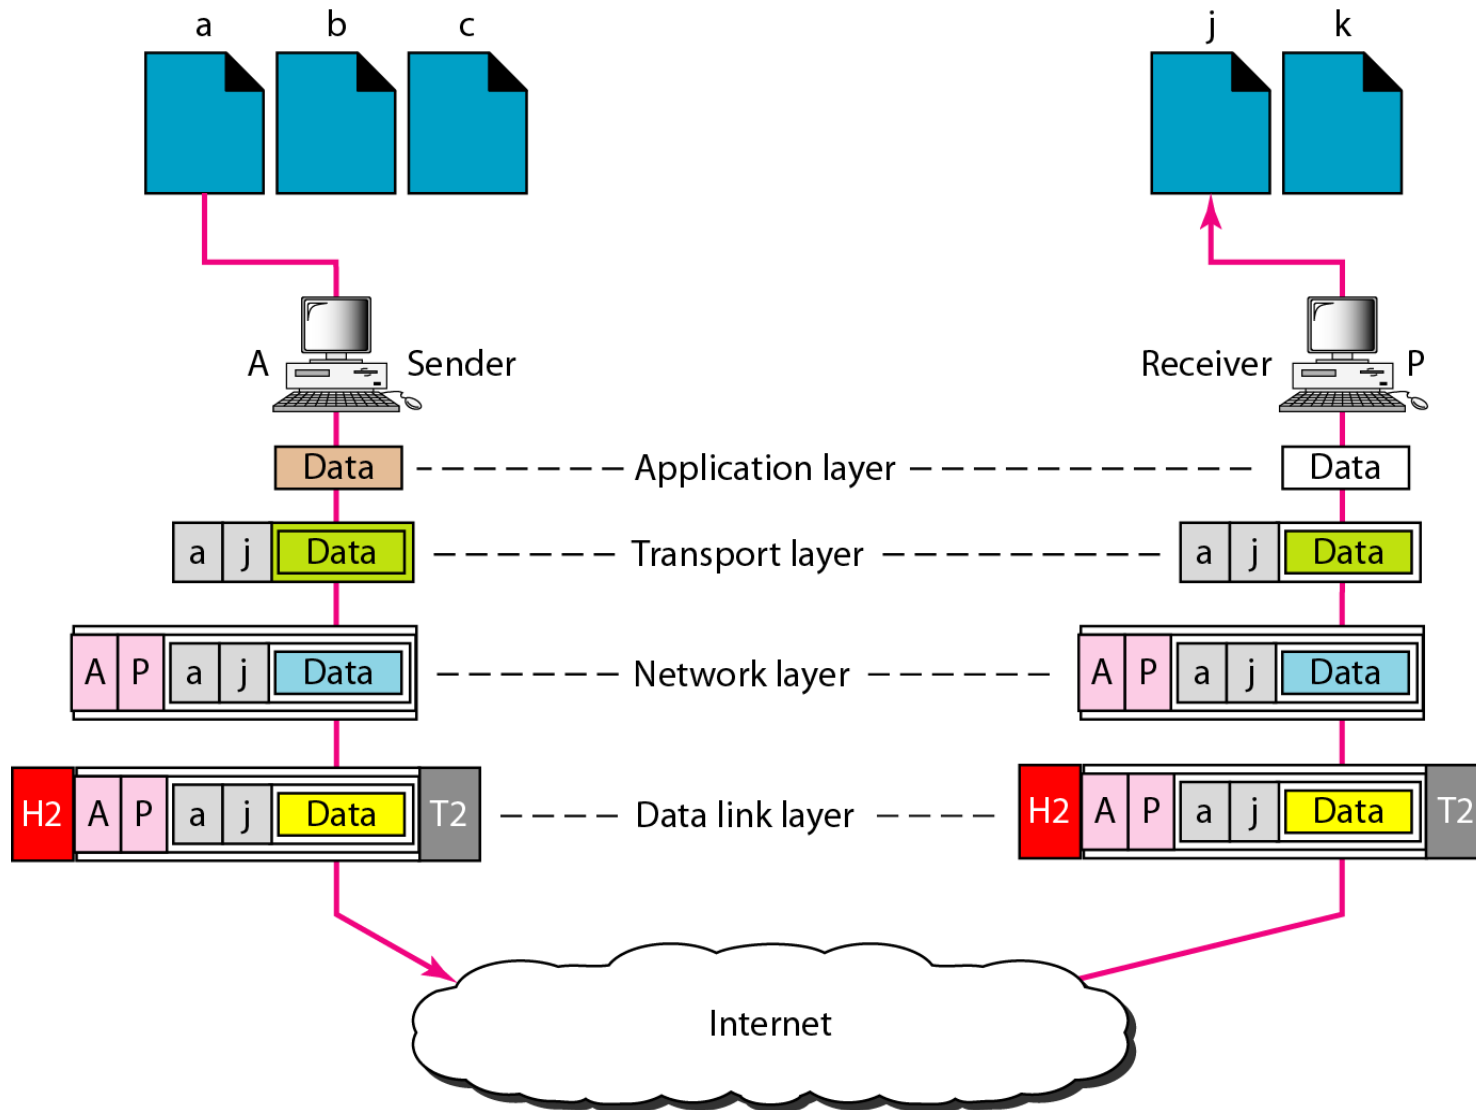 a b c j k
A Sender Receiver P
Data Application layer Data
a j Data Transport layer a j Data
A P a j Data Network layer A P a j Data
H2 A P a j Data T2 Data link layer H2 A P a j Data T2
Internet